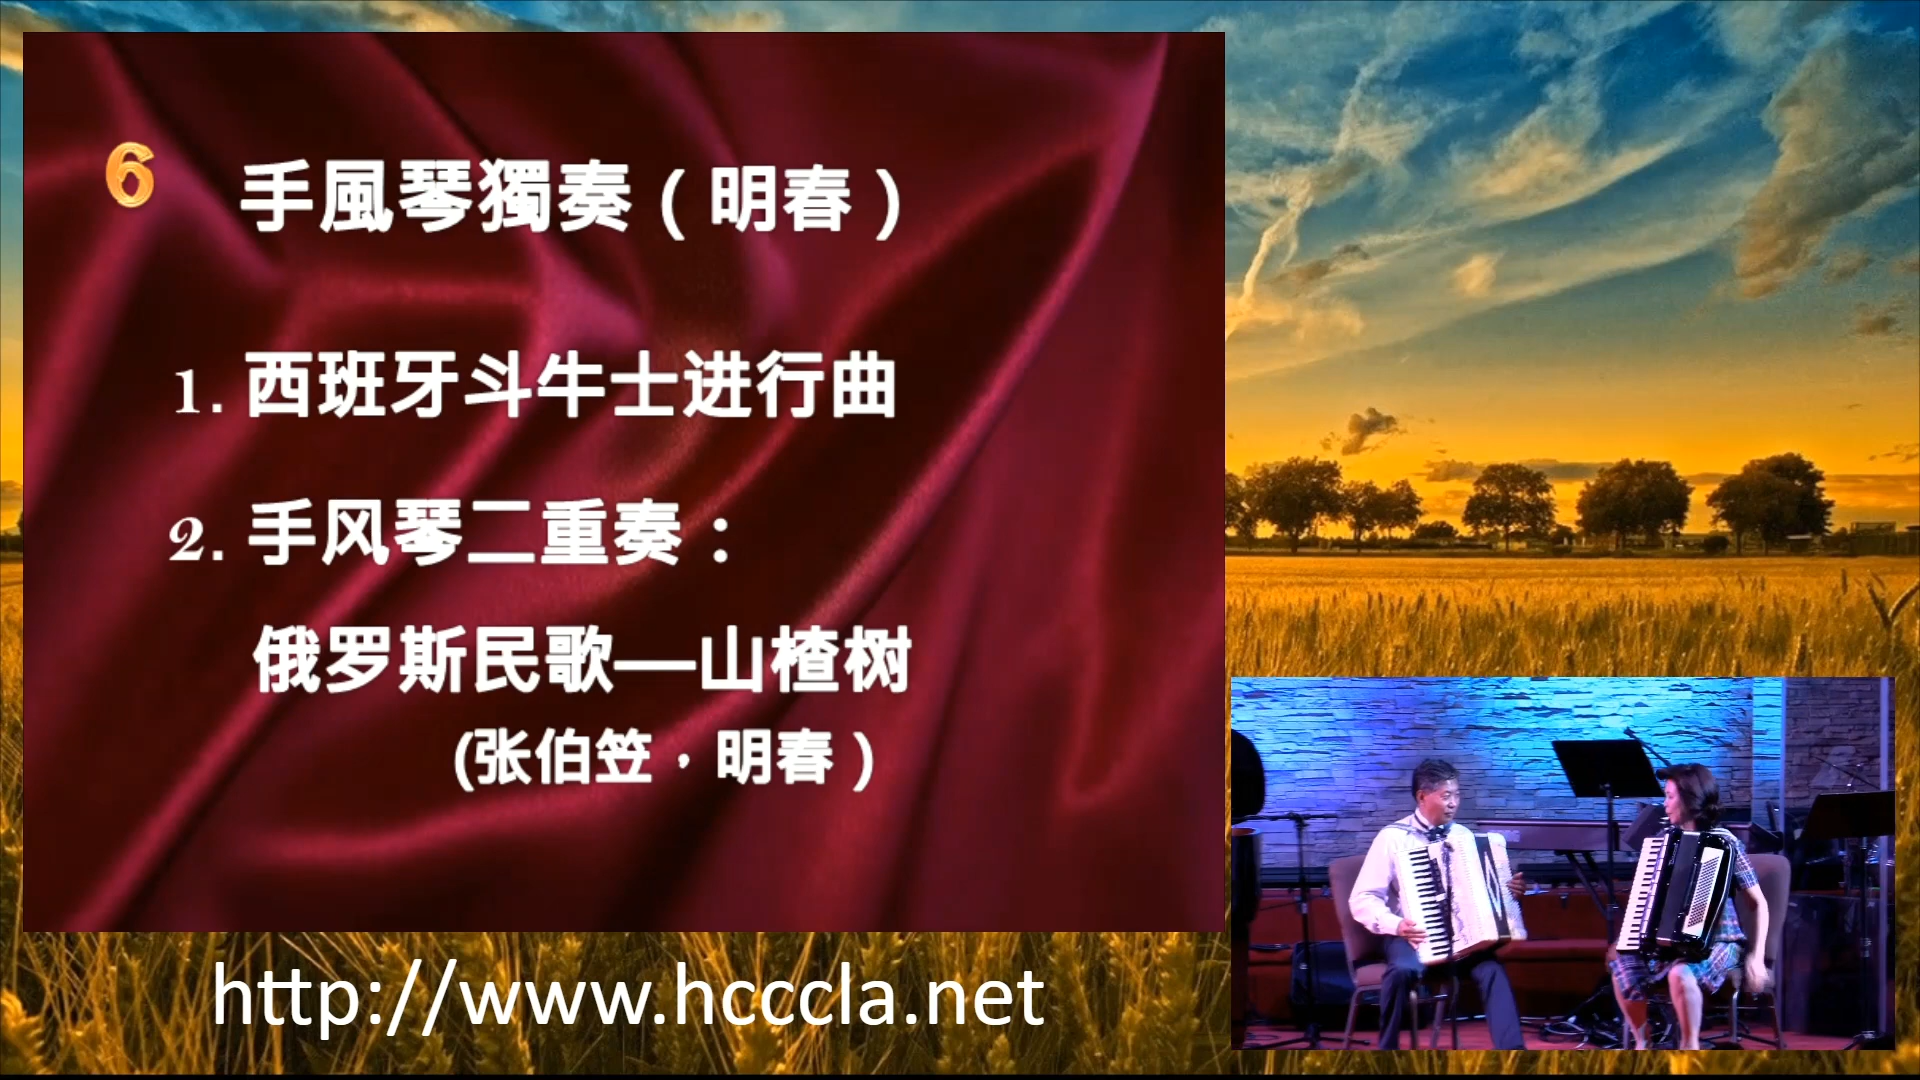 6 手風琴獨奏（明春）
1. 西班牙斗牛士进行曲
2. 手风琴二重奏：
俄罗斯民歌—山楂树
(张伯笠，明春）
http://www.hcccla.net